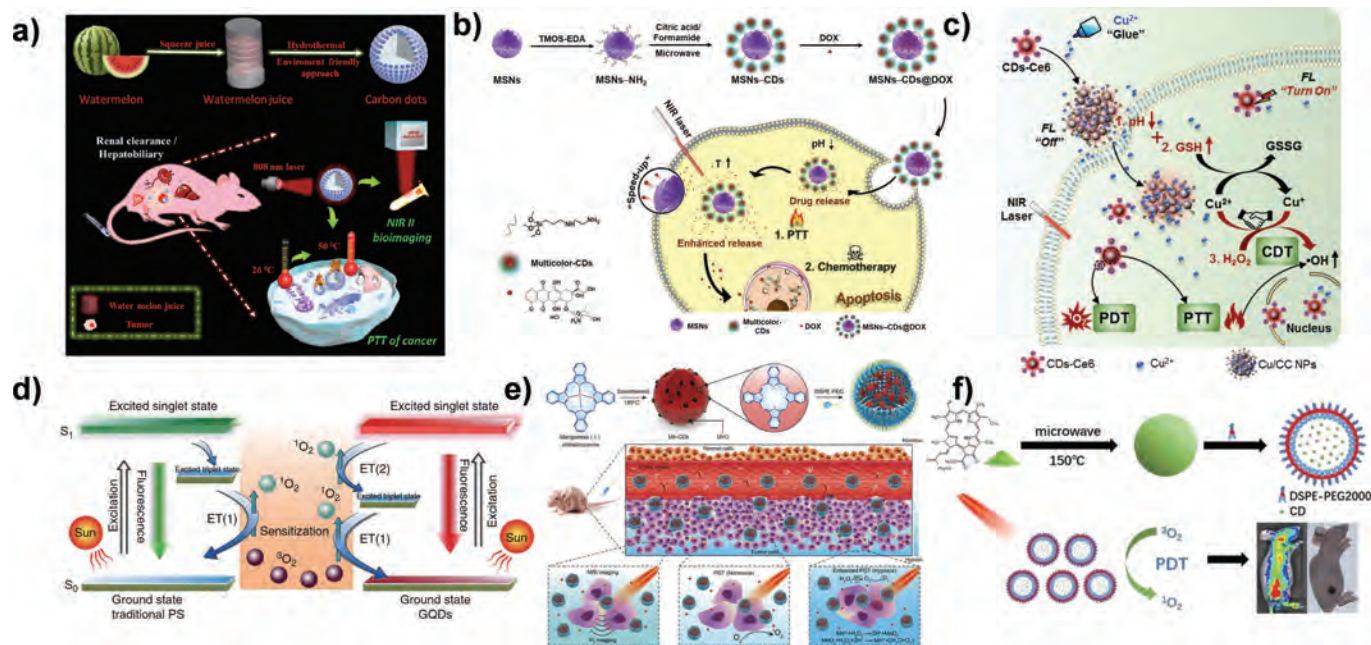 a)
Squeeze juice
Hydrothermal
Enviroment friendly
approach
Watermelon
Watermelon juice
Carbon dots
Renal clearance /
Hepatobiliary
808 nm laser
NIR II
bioimaging
26 °C
50 °C
Water melon juice
Tumor
PTT of cancer
b)
TMOS-EDA
Citric acid/
Formamide
Microwave
DOX
MSNs
MSNs-NH2
MSNs-CDs
MSNs-CDs@DOX
NIR laser
"Speed-up"
T ↑
pH ↓
Drug release
1. PTT
Enhanced release
2. Chemotherapy
Apoptosis
Multicolor-CDs
MSNs
Multicolor-
CDs
DOX
MSNs-CDs@DOX
c)
Cu2+
"Glue"
CDs-Ce6
FL
"Turn On"
FL
"Off"
1. pH ↓
+
2. GSH ↑
GSSG
Cu2+
Cu+
NIR
Laser
3. H2O2
CDT
•OH ↑
PDT
PTT
Nucleus
CDs-Ce6
Cu2+
Cu/CC NPs
d)
Excited singlet state
Excited singlet state
S1
Excitation
Fluorescence
Excited triplet state
1O2
1O2
1O2
ET(2)
Excited triplet state
ET(1)
Sensitization
ET(1)
Fluorescence
Excitation
Sun
Sun
3O2
S0
Ground state
traditional PS
Ground state
GQDs
e)
180°C
DSPE-PEG
Mn-CDs
f)
microwave
150°C
DSPE-PEG2000
CD
3O2
PDT
1O2